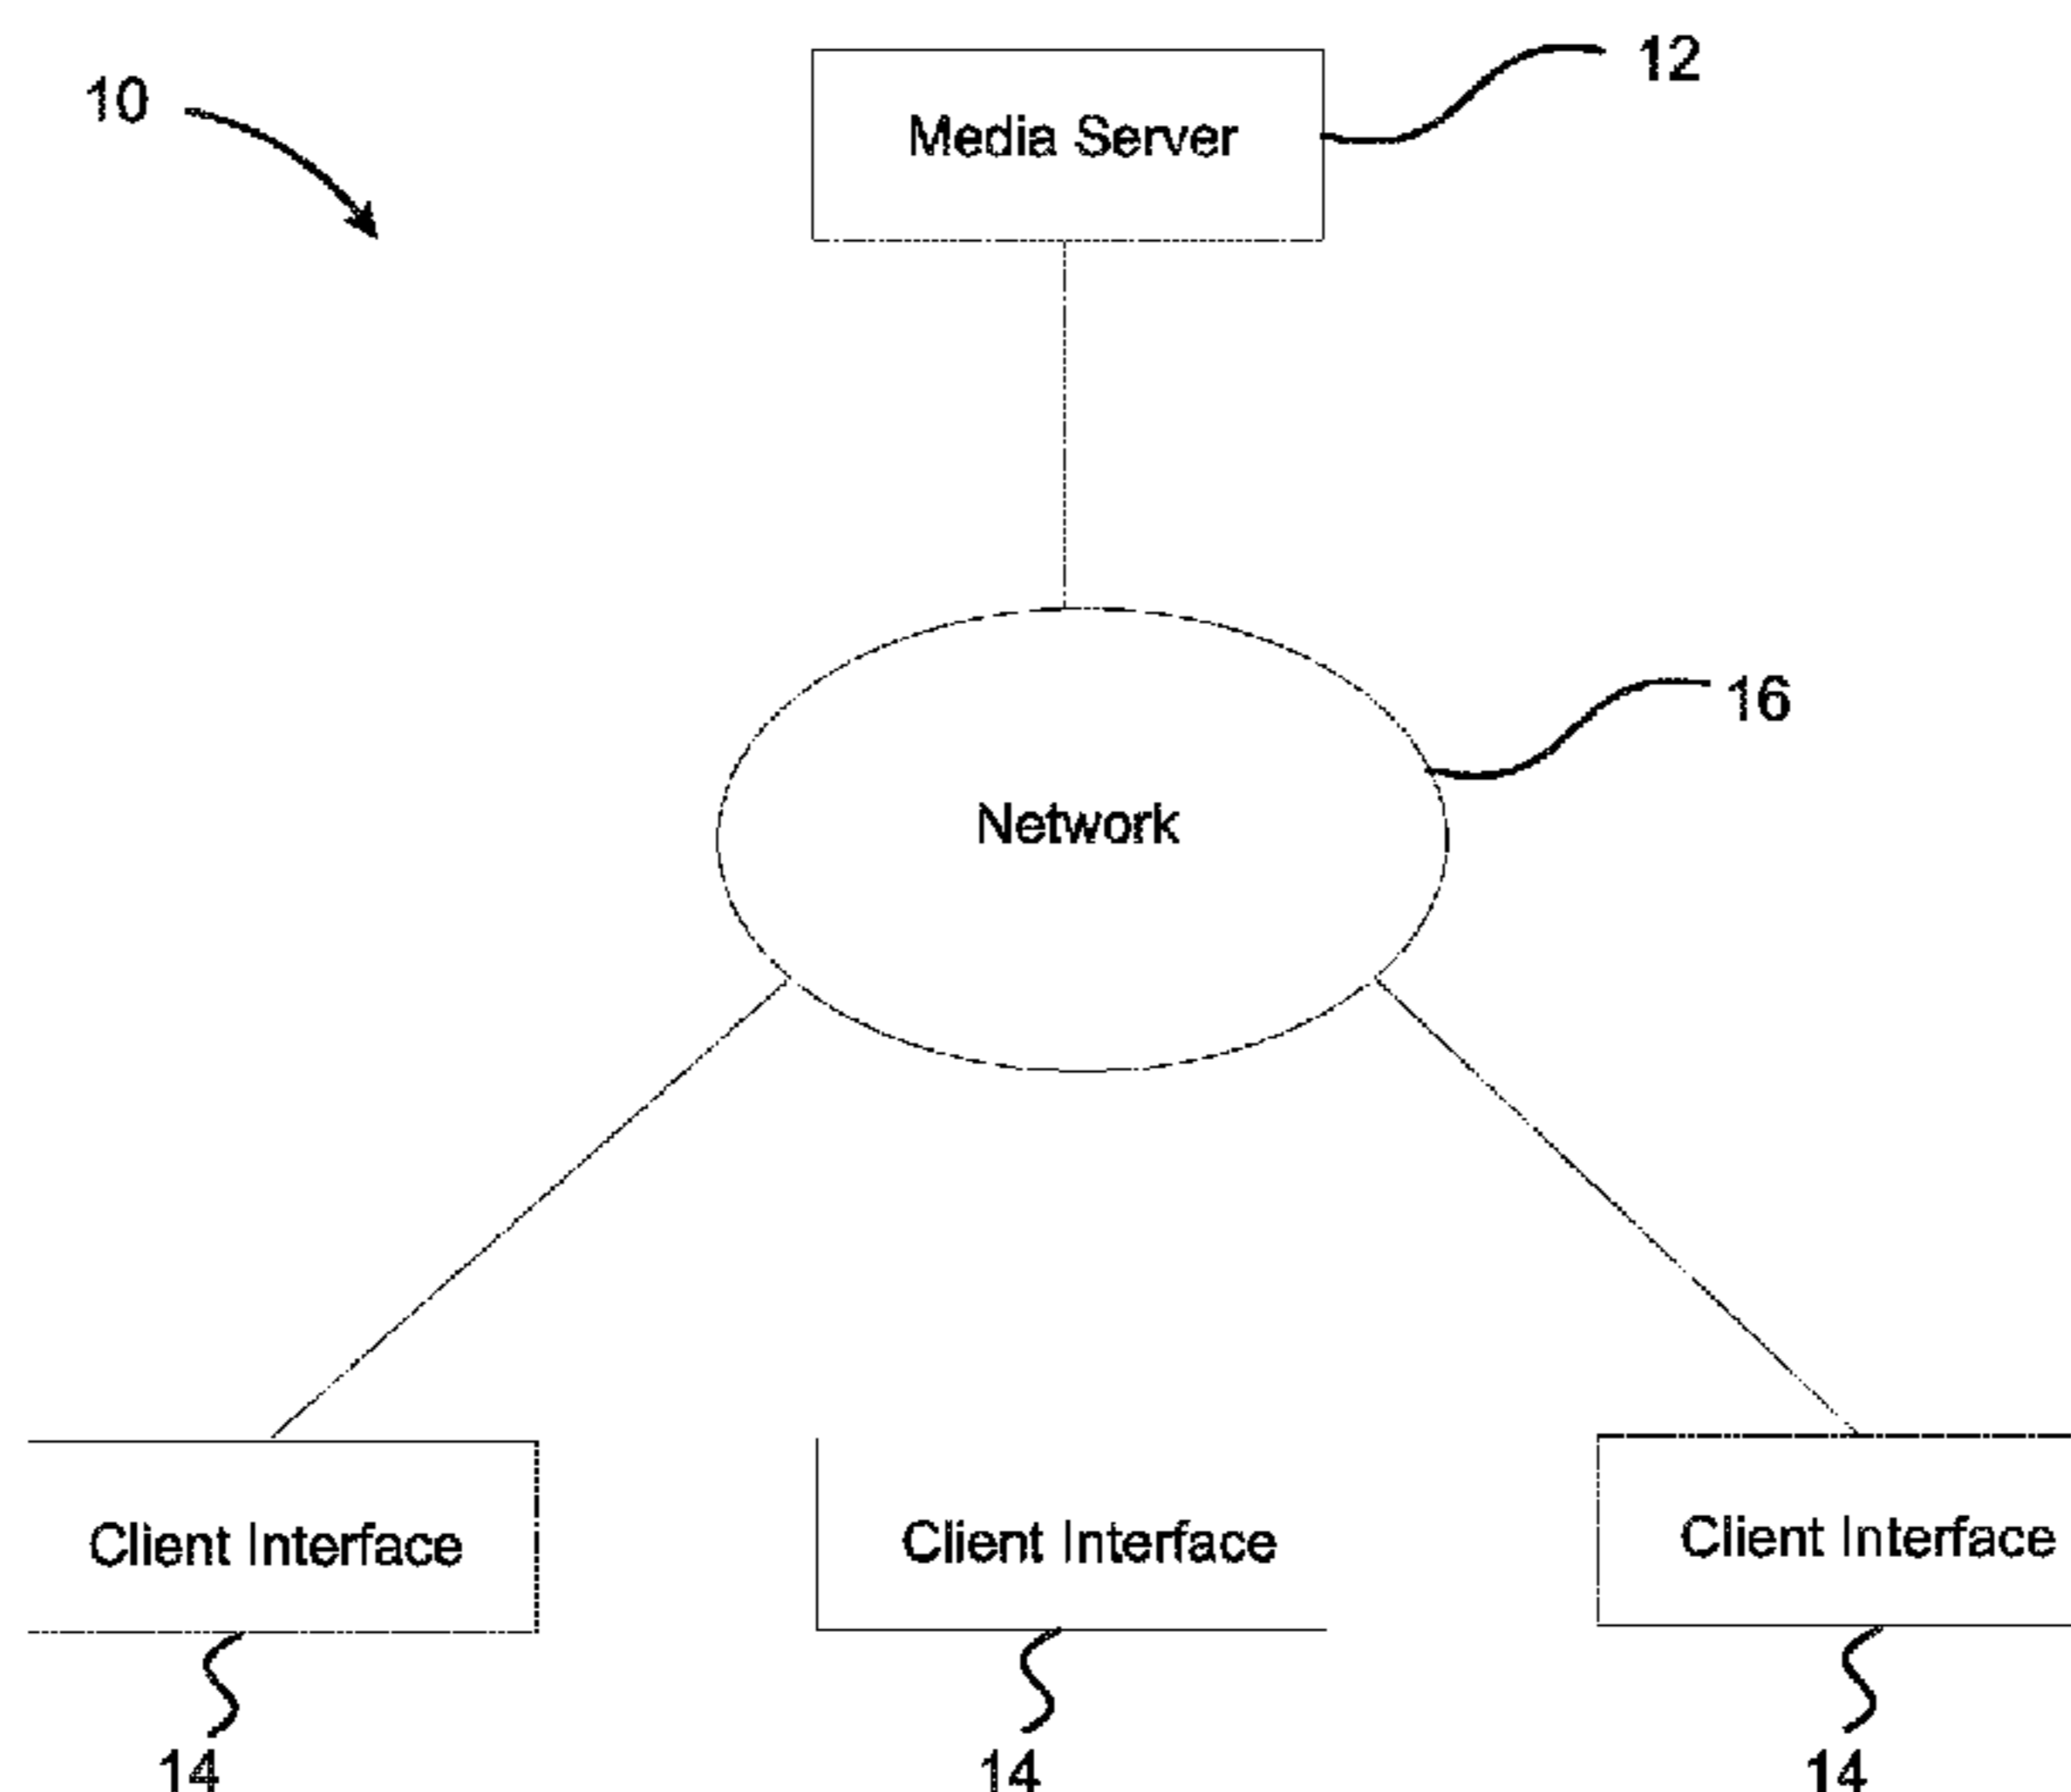 10
12
Media Server
16
Network
Client Interface
Client Interface
Client Interface
14
14
14